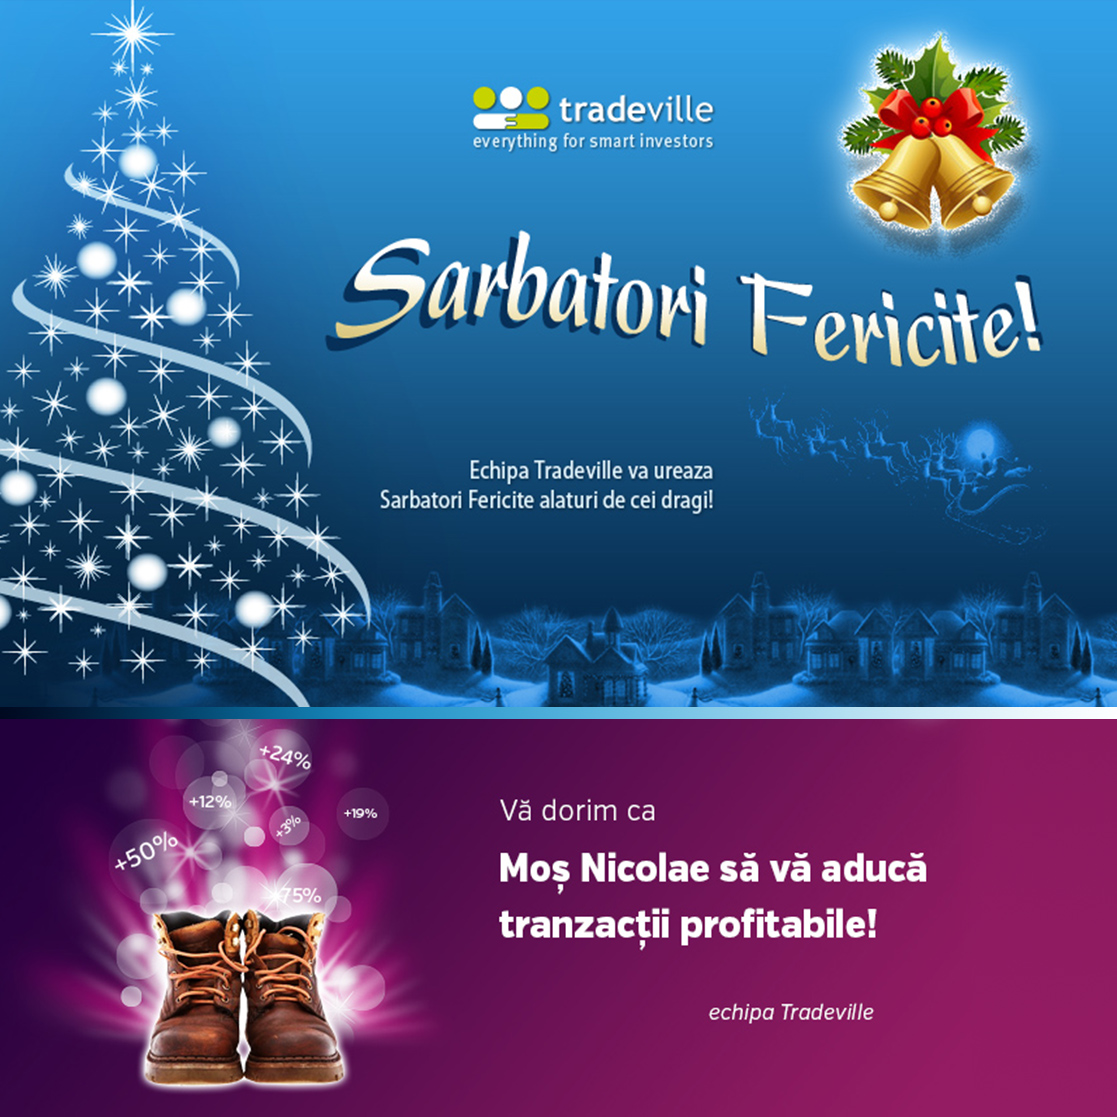 tradeville
everything for smart investors
Sarbatori Fericite!
Echipa Tradeville va ureaza
Sarbatori Fericite alaturi de cei dragi!
+24%
+12%
+19%
+3%
+50%
75%
Vă dorim ca
Moș Nicolae să vă aducă
tranzacții profitabile!
echipa Tradeville